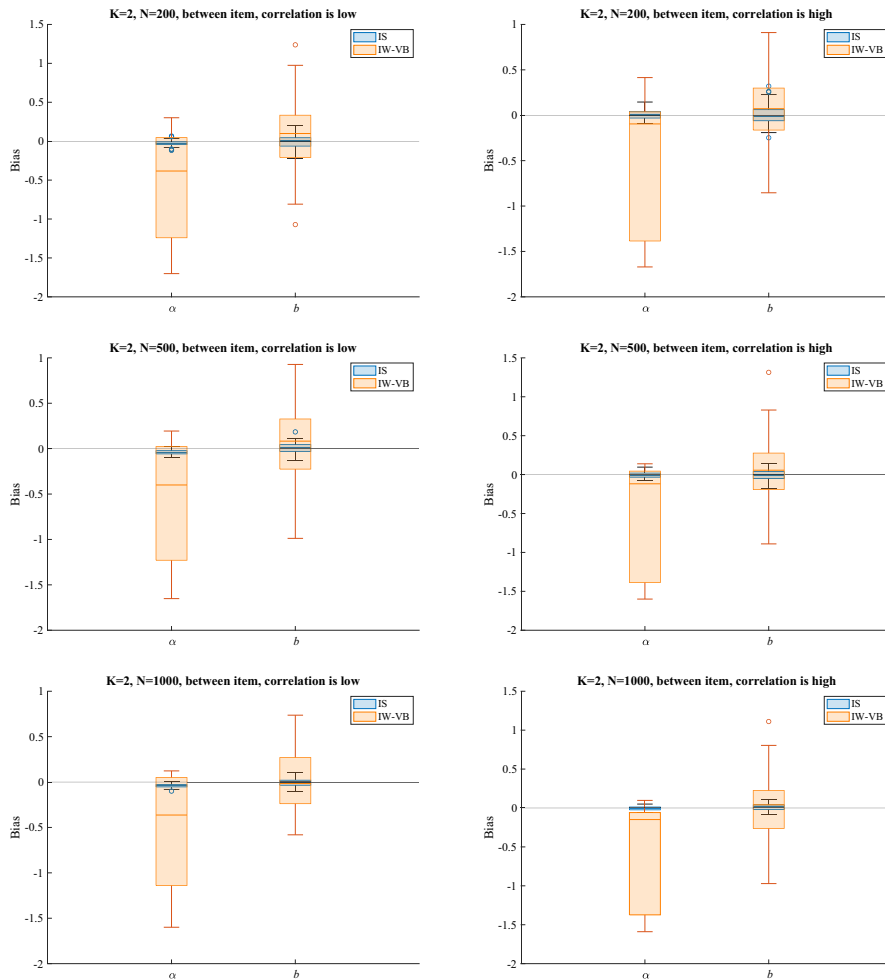 K=2, N=200, between item, correlation is low
1.5
1
0.5
0
-0.5
-1
-1.5
-2
Bias
α
b
IS
IW-VB
K=2, N=200, between item, correlation is high
1
0.5
0
-0.5
-1
-1.5
-2
Bias
α
b
IS
IW-VB
K=2, N=500, between item, correlation is low
1
0.5
0
-0.5
-1
-1.5
-2
Bias
α
b
IS
IW-VB
K=2, N=500, between item, correlation is high
1.5
1
0.5
0
-0.5
-1
-1.5
-2
Bias
α
b
IS
IW-VB
K=2, N=1000, between item, correlation is low
1
0.5
0
-0.5
-1
-1.5
-2
Bias
α
b
IS
IW-VB
K=2, N=1000, between item, correlation is high
1.5
1
0.5
0
-0.5
-1
-1.5
-2
Bias
α
b
IS
IW-VB